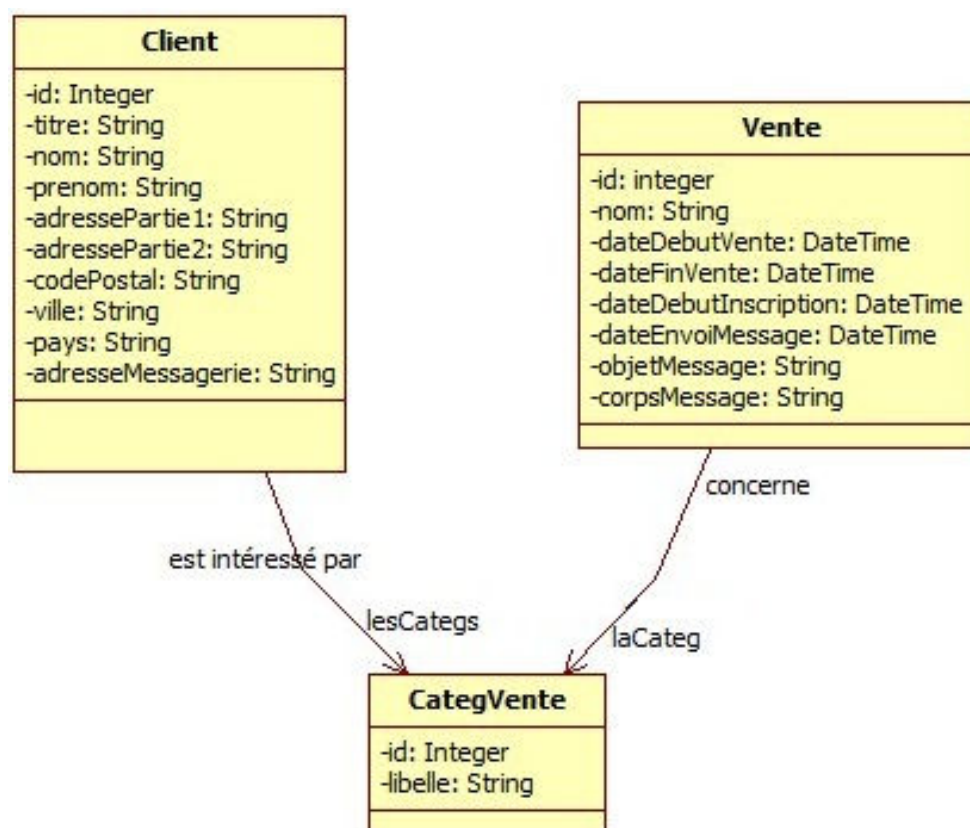 Client
-id: Integer
-titre: String
-nom: String
-prenom: String
-adressePartie1: String
-adressePartie2: String
-codePostal: String
-ville: String
-pays: String
-adresseMessagerie: String
Vente
-id: integer
-nom: String
-dateDebutVente: DateTime
-dateFinVente: DateTime
-dateDebutInscription: DateTime
-dateEnvoiMessage: DateTime
-objetMessage: String
-corpsMessage: String
concerne
est intéressé par
lesCategs
laCateg
CategVente
-id: Integer
-libelle: String